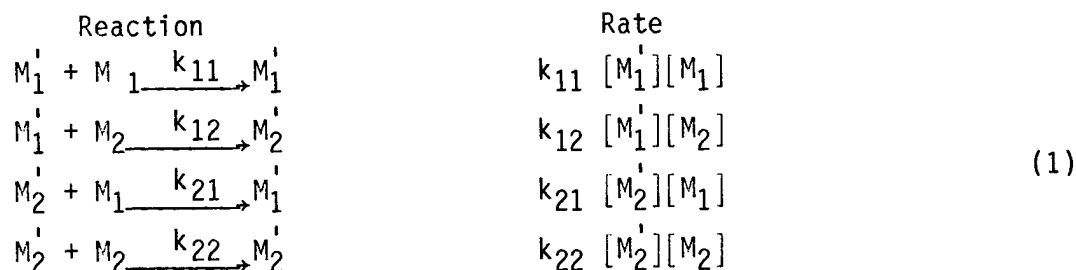 Reaction Rate
M₁' + M ₁ k₁₁ → M₁' k₁₁ [M₁'][M₁]
M₁' + M₂ k₁₂ → M₂' k₁₂ [M₁'][M₂]
(1)
M₂' + M₁ k₂₁ → M₁' k₂₁ [M₂'][M₁]
M₂' + M₂ k₂₂ → M₂' k₂₂ [M₂'][M₂]